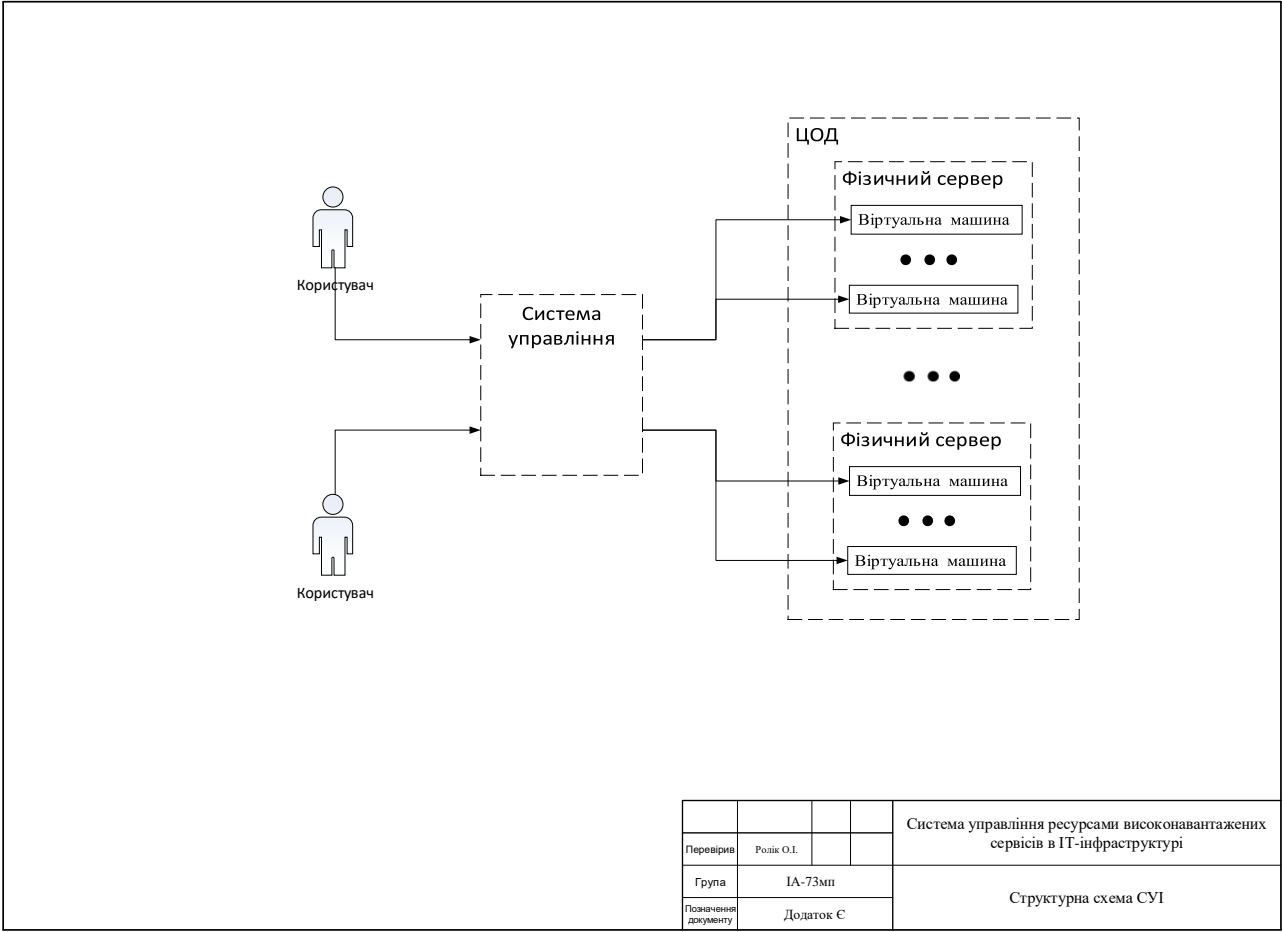 ЦОД
Фізичний сервер
Віртуальна машина
Віртуальна машина
Користувач
Система
управління
Фізичний сервер
Віртуальна машина
Віртуальна машина
Користувач
Система управління ресурсами високонавантажених
сервісів в ІТ-інфраструктурі
Перевірив
Ролік О.І.
Група
ІА-73мп
Структурна схема СУІ
Позначення
документу
Додаток Є